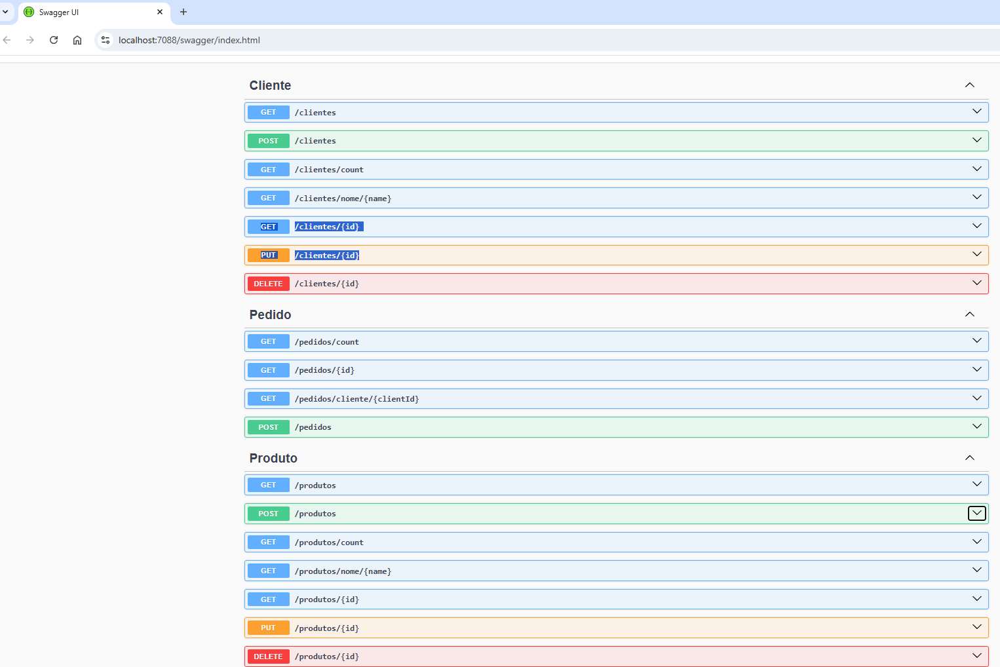 Swagger UI
localhost:7088/swagger/index.html
Cliente
GET /clientes
POST /clientes
GET /clientes/count
GET /clientes/nome/{name}
GET /clientes/{id}
PUT /clientes/{id}
DELETE /clientes/{id}
Pedido
GET /pedidos/count
GET /pedidos/{id}
GET /pedidos/cliente/{clientId}
POST /pedidos
Produto
GET /produtos
POST /produtos
GET /produtos/count
GET /produtos/nome/{name}
GET /produtos/{id}
PUT /produtos/{id}
DELETE /produtos/{id}